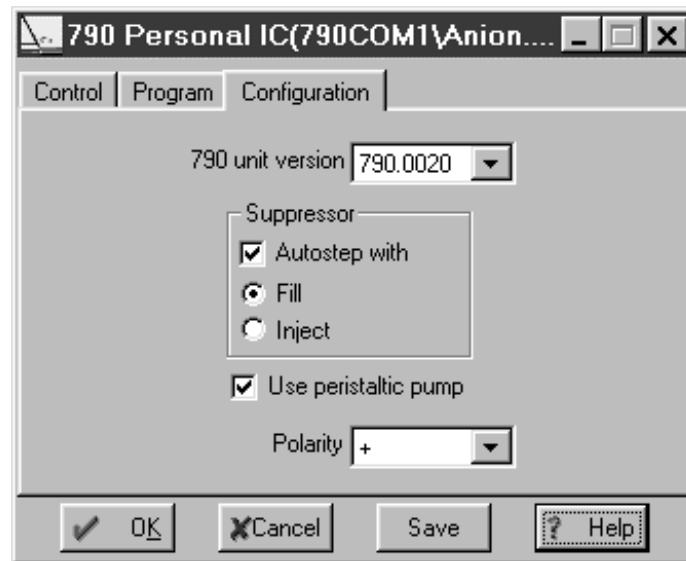 790 Personal IC(790COM1\Anion....
Control Program Configuration
790 unit version 790.0020
Suppressor
Autostep with
Fill
Inject
Use peristaltic pump
Polarity +
OK Cancel Save ? Help